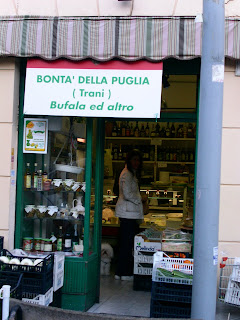 BONTA' DELLA PUGLIA
( Trani )
Bufala ed altro